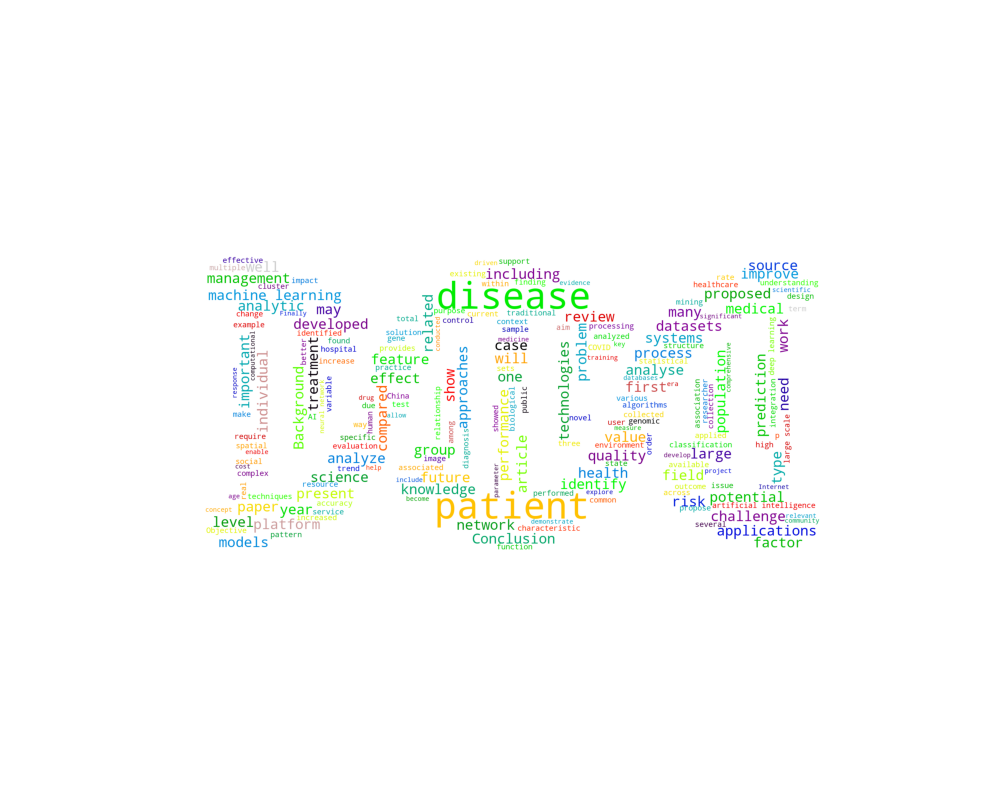 effective
multiple
well
management
impact
cluster
machine learning
analytic
may
change
Finally
example
developed
identified
found
better
hospital
increase
computational
important
individual
response
make
treatment
Background
variable
AI
require
spatial
enable
social
cost
complex
real
age
techniques
concept
paper
year
Objective
level
platform
pattern
models
increased
service
accuracy
present
resource
science
trend
help
analyze
evaluation
specific
way
human
compared
drug
due
China
test
allow
effect
practice
feature
provides
gene
solution
total
related
conducted
purpose
control
current
disease
driven
support
existing
within
finding
evidence
including
traditional
context
sample
aim
review
processing
medicine
case
will
sets
one
show
approaches
among
relationship
diagnosis
group
image
associated
future
include
knowledge
become
patient
network
Conclusion
function
demonstrate
characteristic
performed
explore
common
parameter
showed
performance
biological
public
article
technologies
problem
analyzed
COVID
key
training
novel
three
identify
health
state
quality
environment
measure
value
user
genomic
collected
algorithms
various
databases
first
era
analyse
statistical
process
structure
systems
datasets
many
significant
mining
proposed
medical
healthcare
rate
improve
source
understanding
scientific
design
term
work
deep learning
integration
prediction
need
comprehensive
population
collection
researcher
association
order
applied
classification
develop
large
available
field
project
outcome
across
issue
risk
propose
potential
artificial intelligence
challenge
several
relevant
community
applications
factor
Internet
type
high
p
large scale